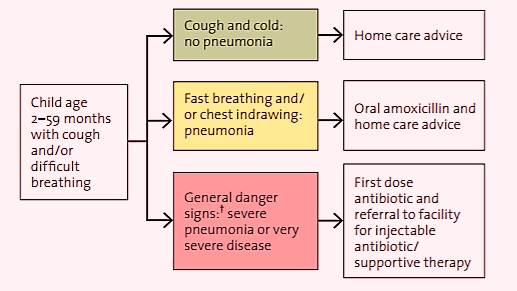 Child age
2–59 months
with cough
and/or
difficult
breathing
Cough and cold:
no pneumonia
Home care advice
Fast breathing and/
or chest indrawing:
pneumonia
Oral amoxicillin and
home care advice
General danger
signs:† severe
pneumonia or very
severe disease
First dose
antibiotic and
referral to facility
for injectable
antibiotic/
supportive therapy